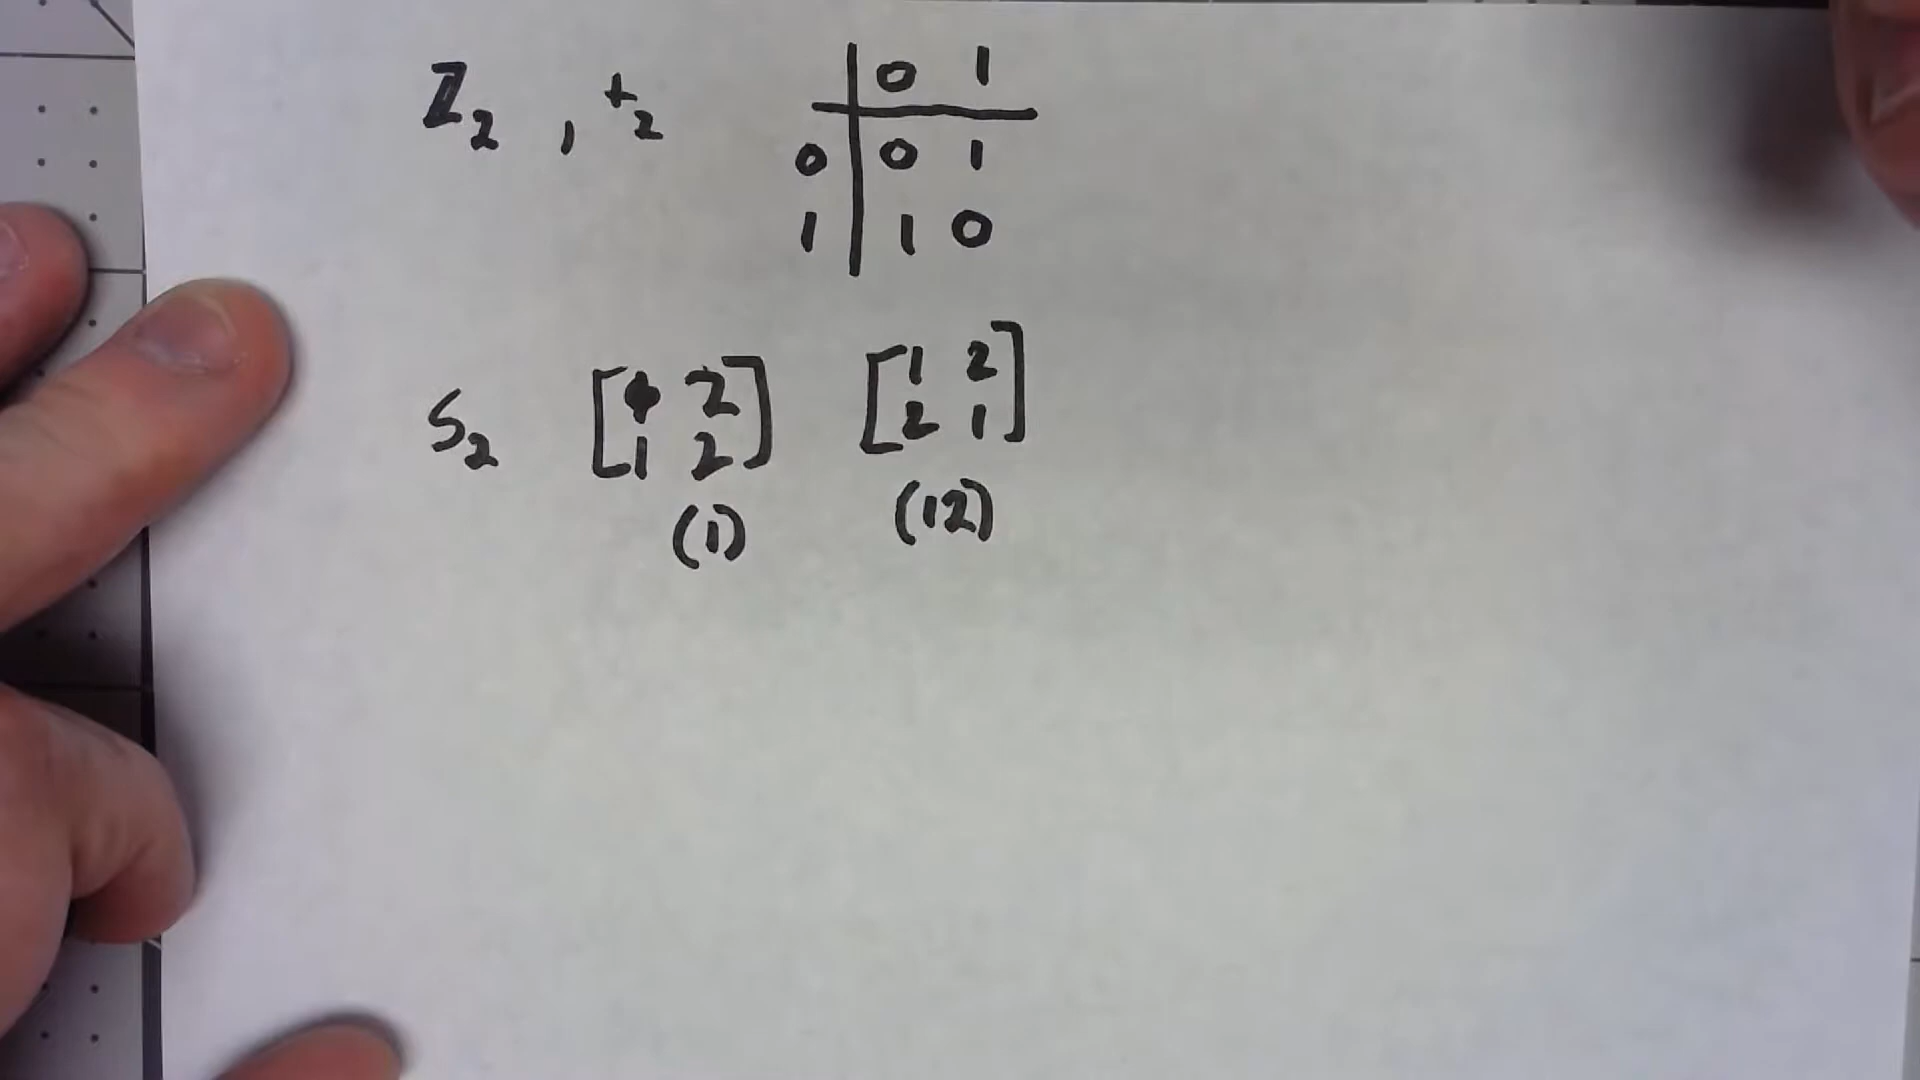 ℤ₂ , +₂
0 1
0 0 1
1 1 0
S₂ [1 2 [1 2
1 2] 2 1]
(1) (12)